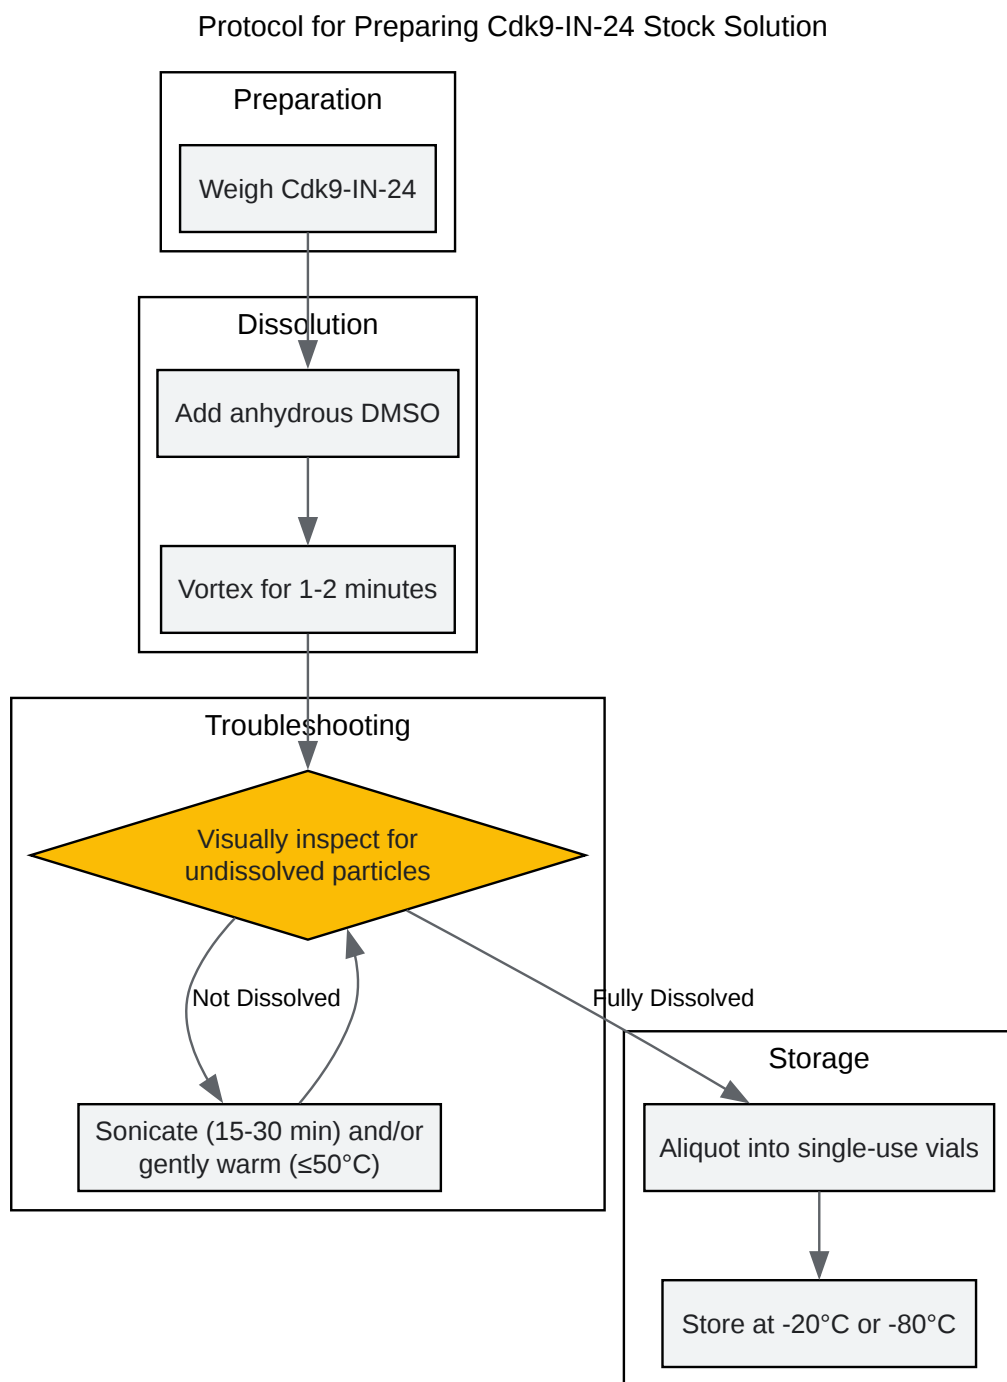 Protocol for Preparing Cdk9-IN-24 Stock Solution
Preparation
Weigh Cdk9-IN-24
Dissolution
Add anhydrous DMSO
Vortex for 1-2 minutes
Troubleshooting
Visually inspect for
undissolved particles
Not Dissolved
Fully Dissolved
Sonicate (15-30 min) and/or
gently warm (≤50°C)
Storage
Aliquot into single-use vials
Store at -20°C or -80°C